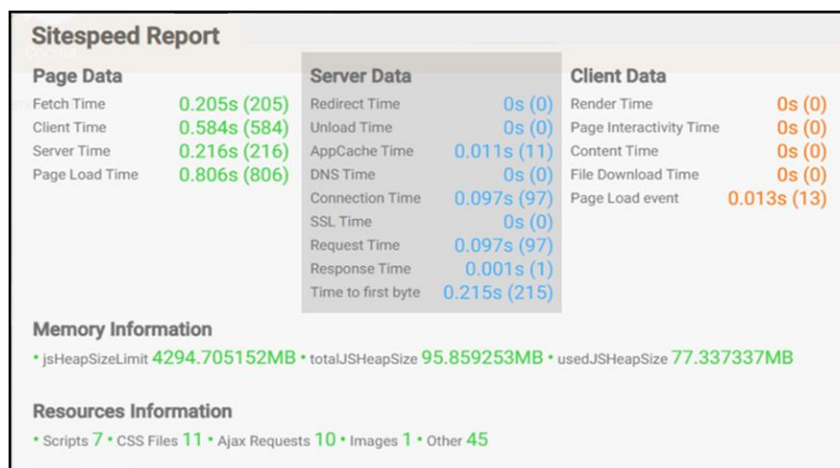 Sitespeed Report
Page Data
Fetch Time 0.205s (205)
Client Time 0.584s (584)
Server Time 0.216s (216)
Page Load Time 0.806s (806)
Server Data
Redirect Time 0s (0)
Unload Time 0s (0)
AppCache Time 0.011s (11)
DNS Time 0s (0)
Connection Time 0.097s (97)
SSL Time 0s (0)
Request Time 0.097s (97)
Response Time 0.001s (1)
Time to first byte 0.215s (215)
Client Data
Render Time 0s (0)
Page Interactivity Time 0s (0)
Content Time 0s (0)
File Download Time 0s (0)
Page Load event 0.013s (13)
Memory Information
• jsHeapSizeLimit 4294.705152MB • totalJSHeapSize 95.859253MB • usedJSHeapSize 77.337337MB
Resources Information
• Scripts 7 • CSS Files 11 • Ajax Requests 10 • Images 1 • Other 45